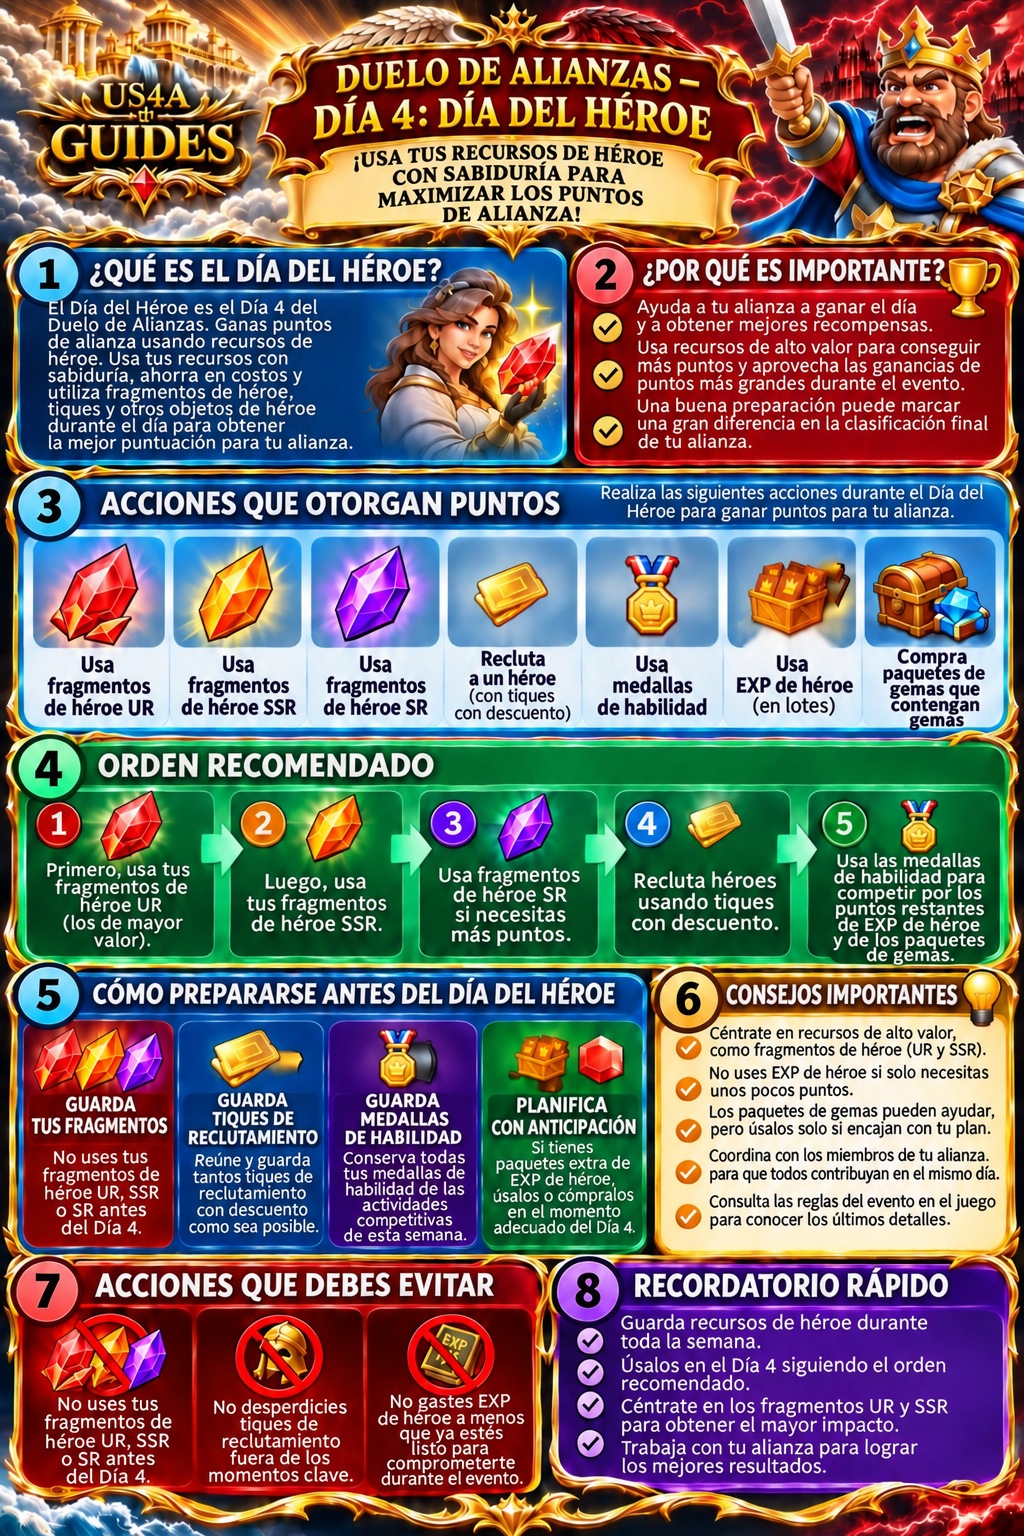 US4A
th
GUIDES
DUELO DE ALIANZAS –
DÍA 4: DÍA DEL HÉROE
¡USA TUS RECURSOS DE HÉROE
CON SABIDURÍA PARA
MAXIMIZAR LOS PUNTOS
DE ALIANZA!
1 ¿QUÉ ES EL DÍA DEL HÉROE?
El Día del Héroe es el Día 4 del
Duelo de Alianzas. Ganas puntos
de alianza usando recursos de
héroe. Usa tus recursos con
sabiduría, ahorra en costos y
utiliza fragmentos de héroe,
tiques y otros objetos de héroe
durante el día para obtener
la mejor puntuación para tu alianza.
2 ¿POR QUÉ ES IMPORTANTE?
Ayuda a tu alianza a ganar el día
y a obtener mejores recompensas.
Usa recursos de alto valor para conseguir
más puntos y aprovecha las ganancias de
puntos más grandes durante el evento.
Una buena preparación puede marcar
una gran diferencia en la clasificación final
de tu alianza.
3 ACCIONES QUE OTORGAN PUNTOS
Realiza las siguientes acciones durante el Día del
Héroe para ganar puntos para tu alianza.
Usa
fragmentos
de héroe UR
Usa
fragmentos
de héroe SSR
Usa
fragmentos
de héroe SR
Recluta
a un héroe
(con tiques
con descuento)
Usa
medallas
de habilidad
Usa
EXP de héroe
(en lotes)
Compra
paquetes de
gemas que
contengan
gemas
4 ORDEN RECOMENDADO
1
Primero, usa tus
fragmentos de
héroe UR
(los de mayor
valor).
2
Luego, usa
tus fragmentos
de héroe SSR.
3
Usa fragmentos
de héroe SR
si necesitas
más puntos.
4
Recluta héroes
usando tiques
con descuento.
5
Usa las medallas
de habilidad para
competir por los
puntos restantes
de EXP de héroe
y de los paquetes
de gemas.
5 CÓMO PREPARARSE ANTES DEL DÍA DEL HÉROE
GUARDA
TUS FRAGMENTOS
No uses tus
fragmentos de
héroe UR, SSR
o SR antes
del Día 4.
GUARDA
TIQUES DE
RECLUTAMIENTO
Reúne y guarda
tantos tiques de
reclutamiento
con descuento
como sea posible.
GUARDA
MEDALLAS
DE HABILIDAD
Conserva todas
tus medallas de
habilidad de las
actividades
competitivas
de esta semana.
PLANIFICA
CON ANTICIPACIÓN
Si tienes
paquetes extra de
EXP de héroe,
úsalos o cómpralos
en el momento
adecuado del Día 4.
6 CONSEJOS IMPORTANTES
Céntrate en recursos de alto valor,
como fragmentos de héroe (UR y SSR).
No uses EXP de héroe si solo necesitas
unos pocos puntos.
Los paquetes de gemas pueden ayudar,
pero úsalos solo si encajan con tu plan.
Coordina con los miembros de tu alianza.
para que todos contribuyan en el mismo día.
Consulta las reglas del evento en el juego
para conocer los últimos detalles.
7 ACCIONES QUE DEBES EVITAR
No uses tus
fragmentos de
héroe UR, SSR
o SR antes
del Día 4.
No desperdicies
tiques de
reclutamiento
fuera de los
momentos clave.
EXP
No gastes EXP
de héroe a menos
que ya estés
listo para
comprometerte
durante el evento.
8 RECORDATORIO RÁPIDO
Guarda recursos de héroe durante
toda la semana.
Úsalos en el Día 4 siguiendo el orden
recomendado.
Céntrate en los fragmentos UR y SSR
para obtener el mayor impacto.
Trabaja con tu alianza para lograr
los mejores resultados.